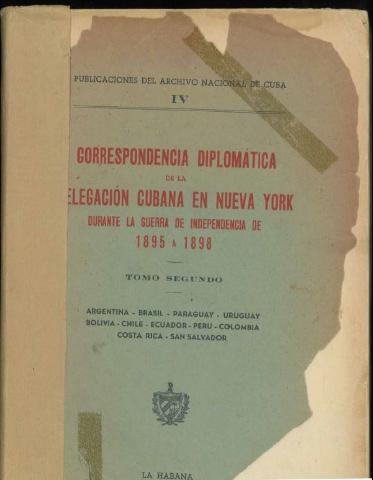 PUBLICACIONES DEL ARCHIVO NACIONAL DE CUBA
IV
CORRESPONDENCIA DIPLOMÁTICA
DE LA
ELEGACIÓN CUBANA EN NUEVA YORK
DURANTE LA GUERRA DE INDEPENDENCIA DE
1895 A 1898
TOMO SEGUNDO
ARGENTINA - BRASIL - PARAGUAY - URUGUAY
BOLIVIA - CHILE - ECUADOR - PERU - COLOMBIA
COSTA RICA - SAN SALVADOR
LA HABANA